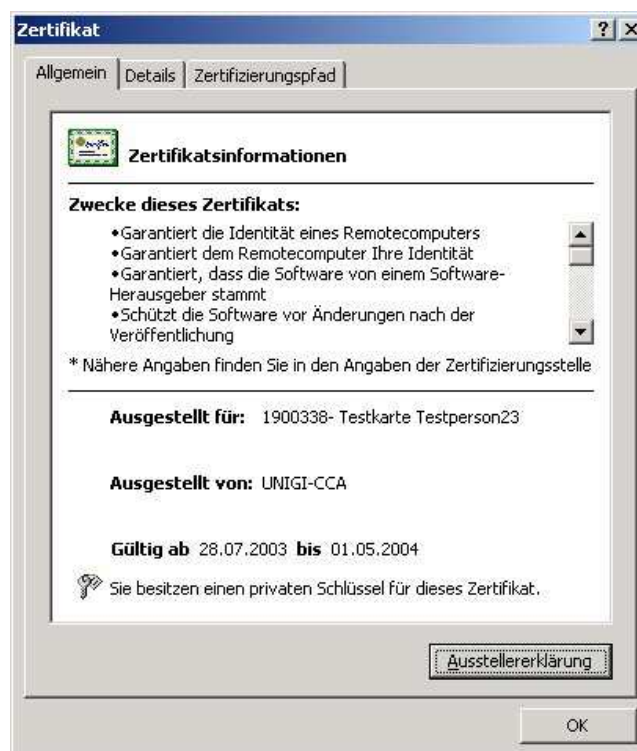 Zertifikat
Allgemein Details Zertifizierungspfad
Zertifikatsinformationen
Zwecke dieses Zertifikats:
•Garantiert die Identität eines Remotecomputers
•Garantiert dem Remotecomputer Ihre Identität
•Garantiert, dass die Software von einem Software-
Herausgeber stammt
•Schützt die Software vor Änderungen nach der
Veröffentlichung
* Nähere Angaben finden Sie in den Angaben der Zertifizierungsstelle
Ausgestellt für: 1900338- Testkarte Testperson23
Ausgestellt von: UNIGI-CCA
Gültig ab 28.07.2003 bis 01.05.2004
Sie besitzen einen privaten Schlüssel für dieses Zertifikat.
Ausstellererklärung
OK